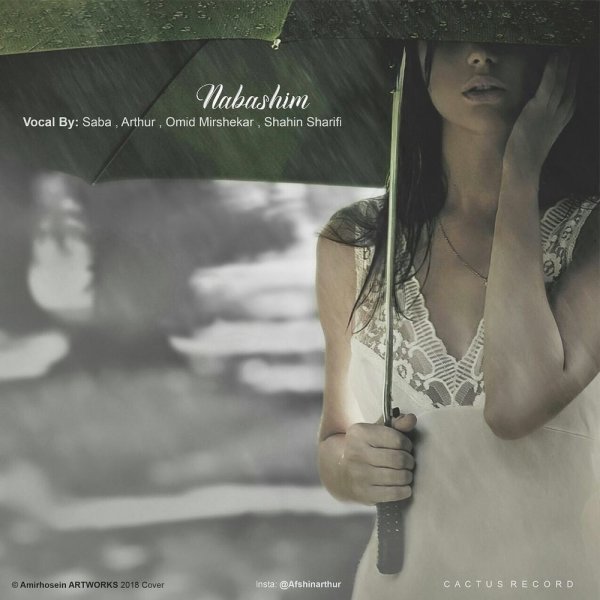 Nabashim
Vocal By: Saba , Arthur , Omid Mirshekar , Shahin Sharifi
© Amirhosein ARTWORKS 2018 Cover
insta: @Afshinarthur
CACTUS RECORD